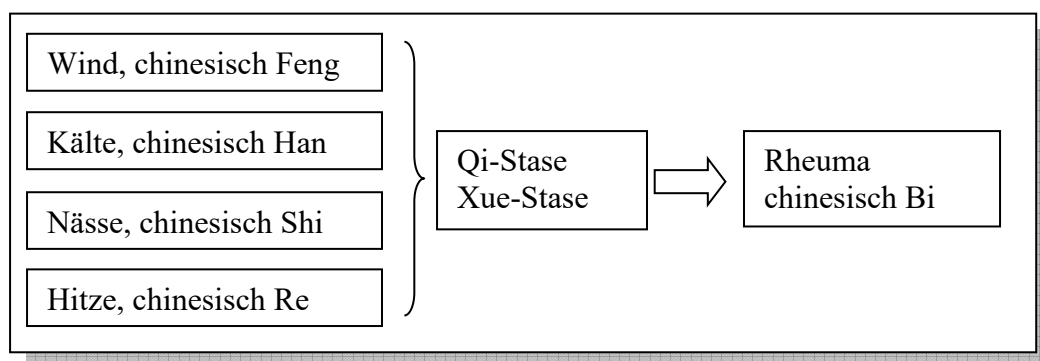 Wind, chinesisch Feng
Kälte, chinesisch Han
Nässe, chinesisch Shi
Hitze, chinesisch Re
Qi-Stase
Xue-Stase
Rheuma
chinesisch Bi